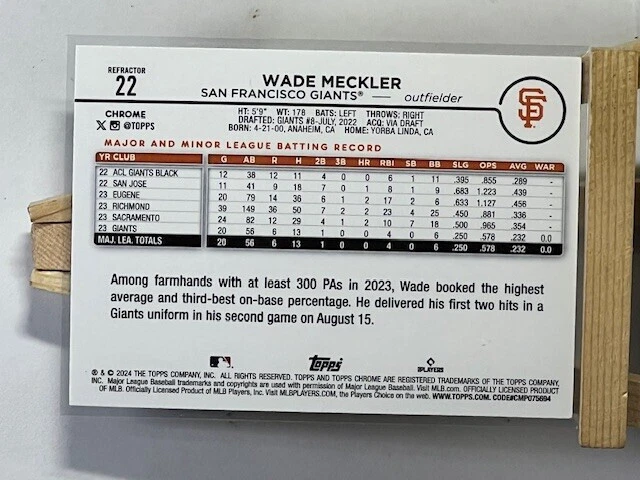 REFRACTOR
22
WADE MECKLER
SAN FRANCISCO GIANTS® — outfielder
SF
CHROME
@TOPPS
HT: 5'9" WT: 178 BATS: LEFT THROWS: RIGHT
DRAFTED: GIANTS #8-JULY, 2022 ACQ: VIA DRAFT
BORN: 4-21-00, ANAHEIM, CA HOME: YORBA LINDA, CA
MAJOR AND MINOR LEAGUE BATTING RECORD
YR CLUB G AB R H 2B 3B HR RBI SB BB SLG OPS AVG WAR
22 ACL GIANTS BLACK 12 38 12 11 4 0 0 1 6 11 .395 .855 .289 -
22 SAN JOSE 11 41 9 18 7 0 1 8 1 9 .683 1.223 .439 -
23 EUGENE 20 79 14 36 6 1 2 17 2 6 .633 1.127 .456 -
23 RICHMOND 39 149 36 50 7 2 2 23 4 25 .450 .881 .336 -
23 SACRAMENTO 24 82 12 29 4 1 2 10 7 18 .500 .965 .354 -
23 GIANTS 20 56 6 13 1 0 0 4 0 6 .250 .578 .232 0.0
MAJ. LEA. TOTALS 20 56 6 13 1 0 0 4 0 6 .250 .578 .232 0.0
Among farmhands with at least 300 PAs in 2023, Wade booked the highest
average and third-best on-base percentage. He delivered his first two hits in a
Giants uniform in his second game on August 15.
Topps
PLAYERS
® & © 2024 THE TOPPS COMPANY, INC. ALL RIGHTS RESERVED. TOPPS AND TOPPS CHROME ARE REGISTERED TRADEMARKS OF THE TOPPS COMPANY,
INC. Major League Baseball trademarks and copyrights are used with permission of Major League Baseball. Visit MLB.com. OFFICIALLY LICENSED PRODUCT
OF MLB. Officially Licensed Product of MLB Players, Inc. Visit MLBPLAYERS.COM, the Players Choice on the web. WWW.TOPPS.COM. CODE#CMP075694